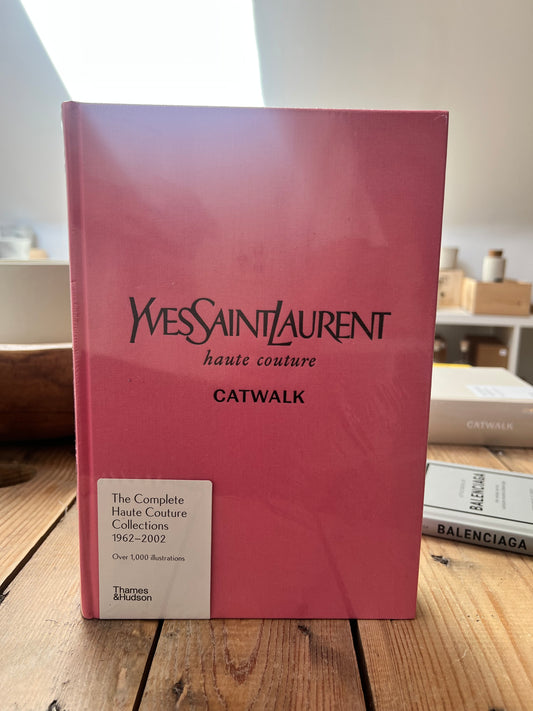 YVESSAINTLAURENT
haute couture
CATWALK
The Complete
Haute Couture
Collections
1962–2002
Over 1,000 illustrations
Thames
&Hudson
CATWALK
BALENCIAGA
BALENCIAGA